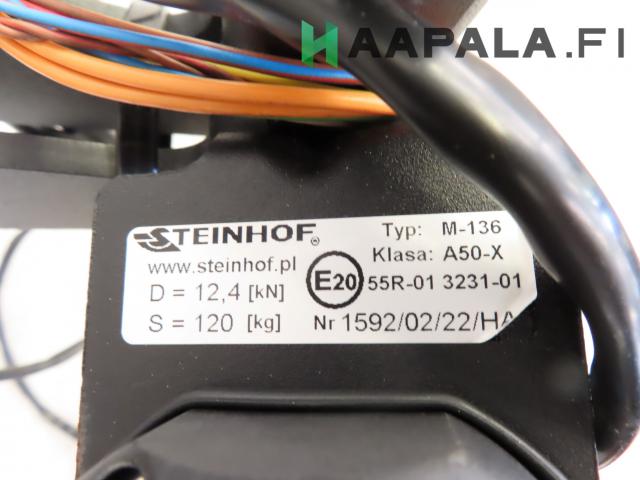 HAAPALA.FI
STEINHOF®
Typ: M-136
www.steinhof.pl
Klasa: A50-X
D = 12,4 [kN]
E20
55R-01 3231-01
S = 120 [kg]
Nr 1592/02/22/HA